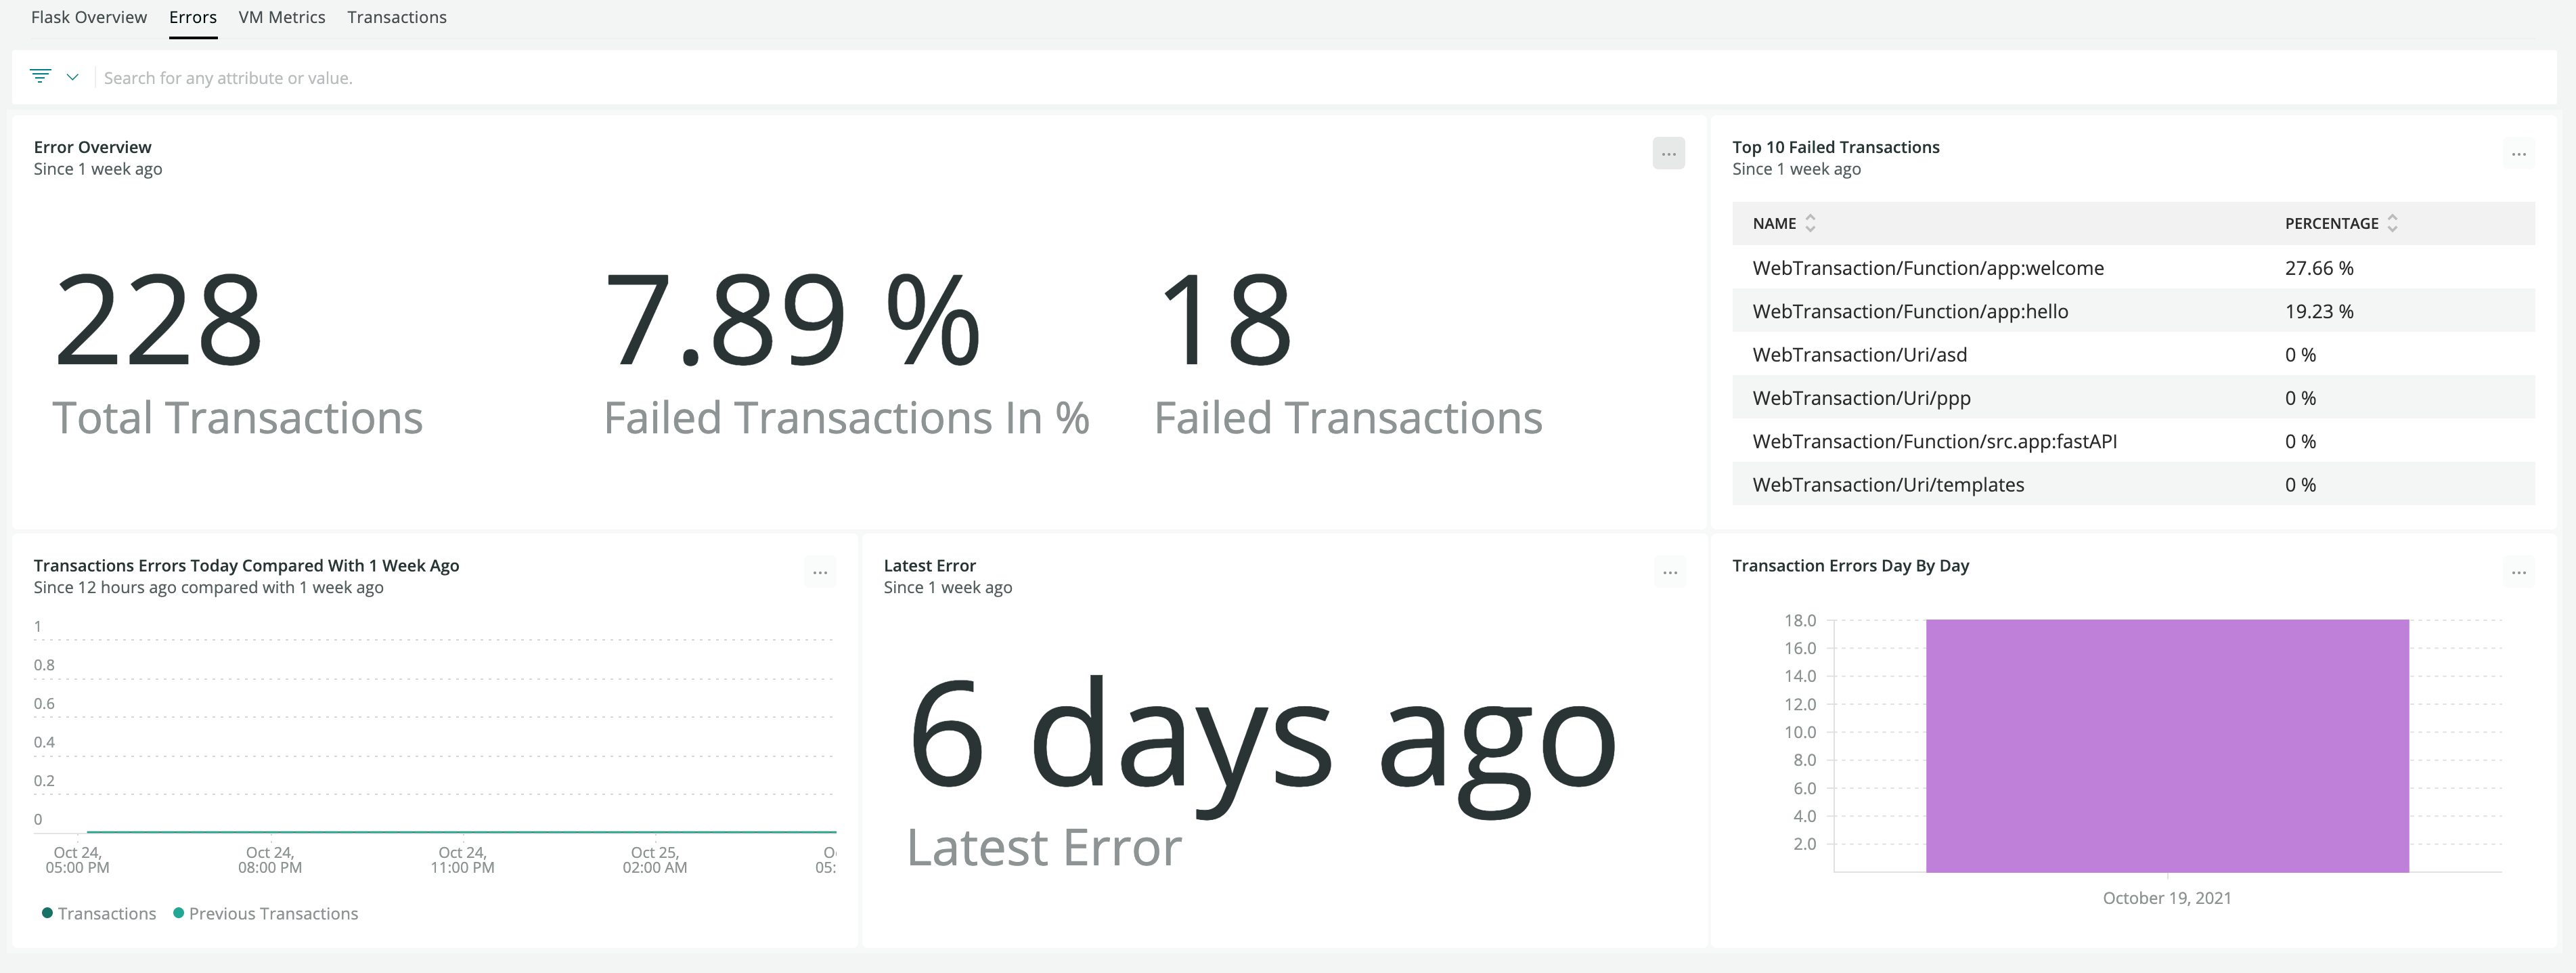 Flask Overview Errors VM Metrics Transactions
Search for any attribute or value.
Error Overview
Since 1 week ago
...
228 7.89 % 18
Total Transactions Failed Transactions In % Failed Transactions
Top 10 Failed Transactions
Since 1 week ago
...
NAME PERCENTAGE
WebTransaction/Function/app:welcome 27.66 %
WebTransaction/Function/app:hello 19.23 %
WebTransaction/Uri/asd 0 %
WebTransaction/Uri/ppp 0 %
WebTransaction/Function/src.app:fastAPI 0 %
WebTransaction/Uri/templates 0 %
Transactions Errors Today Compared With 1 Week Ago
Since 12 hours ago compared with 1 week ago
...
1
0.8
0.6
0.4
0.2
0
Oct 24, Oct 24, Oct 24, Oct 25, O
05:00 PM 08:00 PM 11:00 PM 02:00 AM 05:
Transactions Previous Transactions
Latest Error
Since 1 week ago
...
6 days ago
Latest Error
Transaction Errors Day By Day
...
18.0
16.0
14.0
12.0
10.0
8.0
6.0
4.0
2.0
October 19, 2021